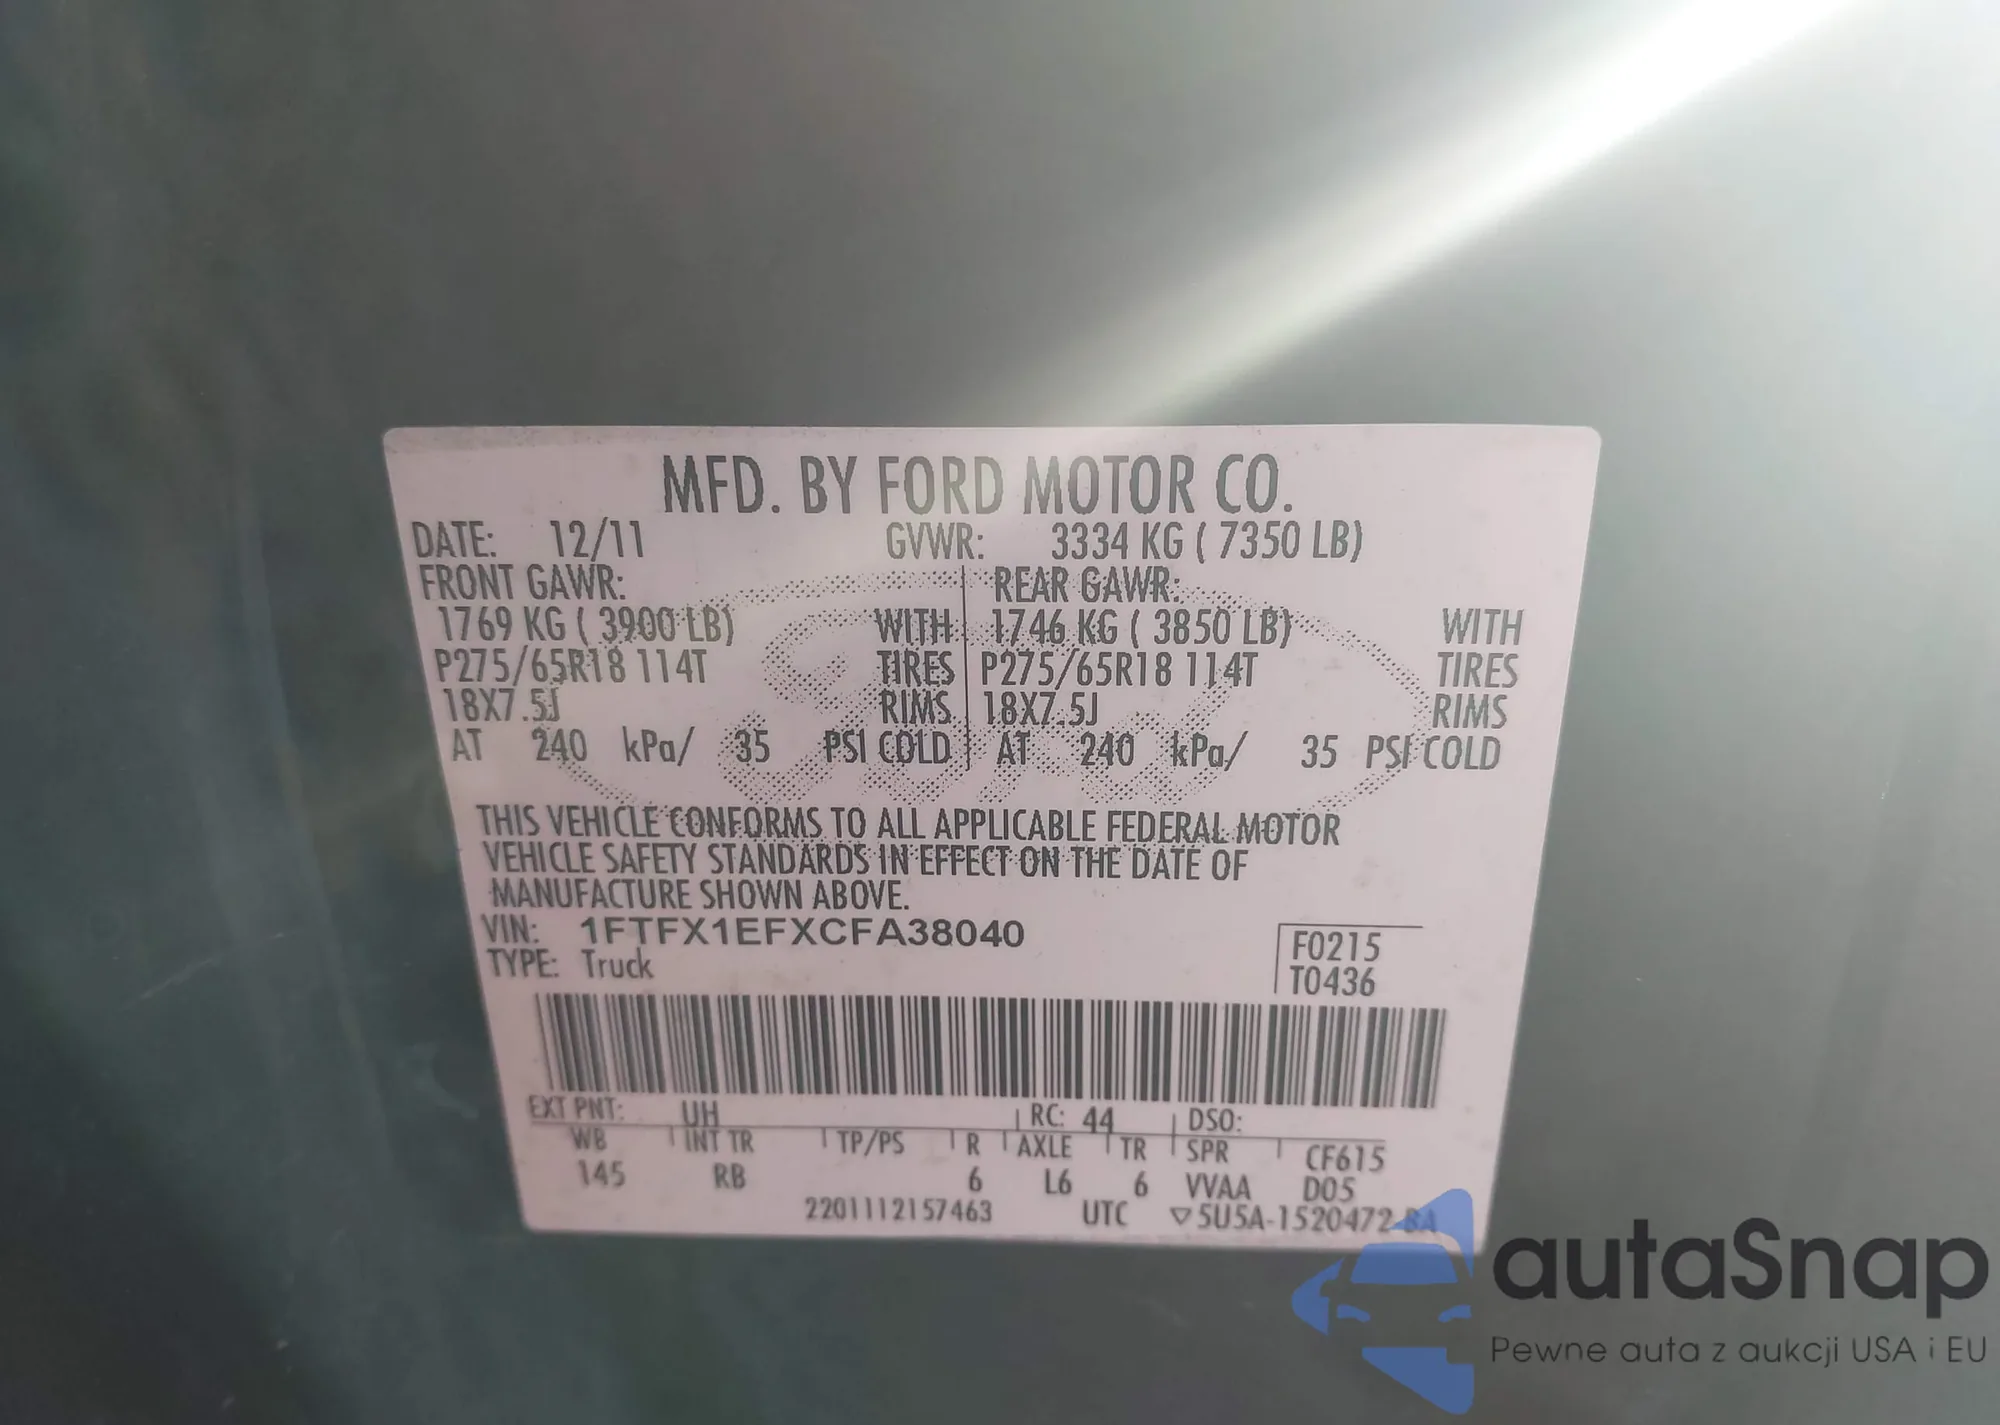 MFD. BY FORD MOTOR CO.
DATE: 12/11 GVWR: 3334 KG ( 7350 LB)
FRONT GAWR: REAR GAWR:
1769 KG ( 3900 LB) WITH 1746 KG ( 3850 LB) WITH
P275/65R18 114T TIRES P275/65R18 114T TIRES
18X7.5J RIMS 18X7.5J RIMS
AT 240 kPa/ 35 PSI COLD AT 240 kPa/ 35 PSI COLD
THIS VEHICLE CONFORMS TO ALL APPLICABLE FEDERAL MOTOR
VEHICLE SAFETY STANDARDS IN EFFECT ON THE DATE OF
MANUFACTURE SHOWN ABOVE.
VIN: 1FTFX1EFXCFA38040
TYPE: Truck
F0215
T0436
EXT PNT: UH RC: 44 DSO:
WB INT TR TP/PS R AXLE TR SPR CF615
145 RB 6 L6 6 VVAA D05
2201112157463 UTC ▽5U5A-1520472-BA
autaSnap
Pewne auta z aukcji USA i EU